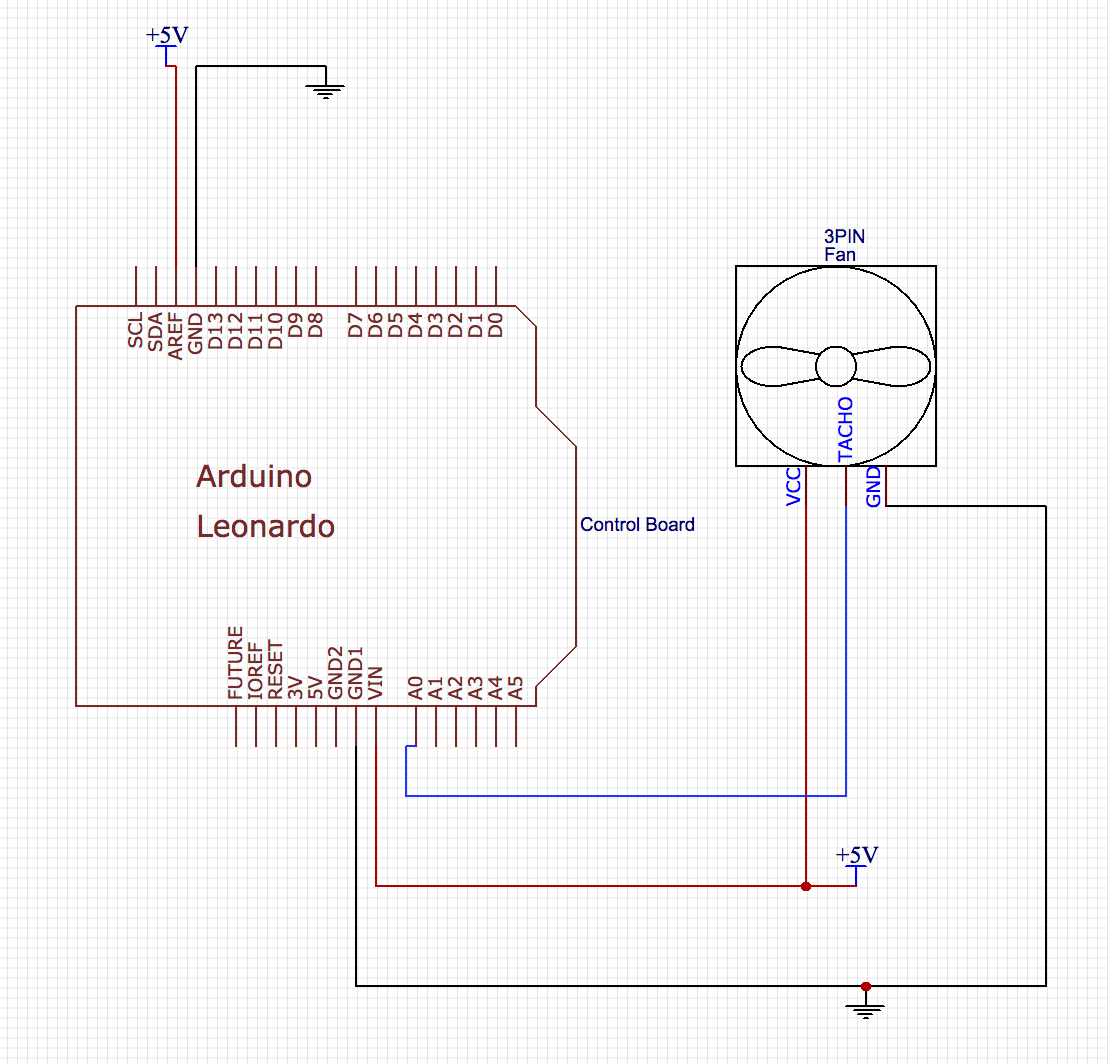 +5V
3PIN
Fan
SCL
SDA
AREF
GND
D13
D12
D11
D10
D9
D8
D7
D6
D5
D4
D3
D2
D1
D0
TACHO
VCC
GND
Arduino
Leonardo
Control Board
FUTURE
IOREF
RESET
3V
5V
GND2
GND1
VIN
A0
A1
A2
A3
A4
A5
+5V